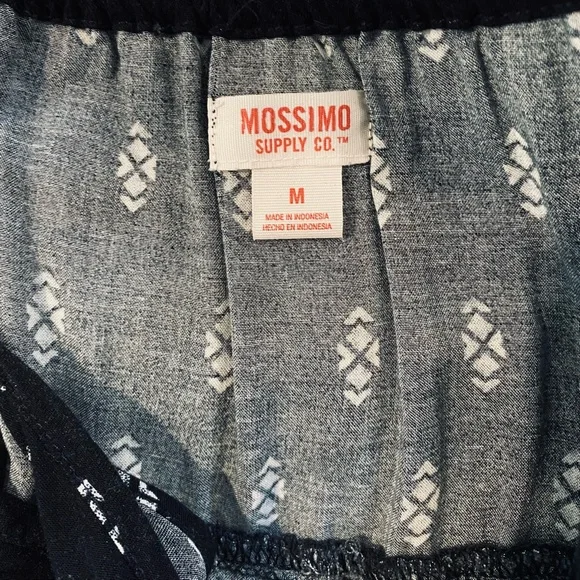 MOSSIMO
SUPPLY CO.™
M
MADE IN INDONESIA
HECHO EN INDONESIA